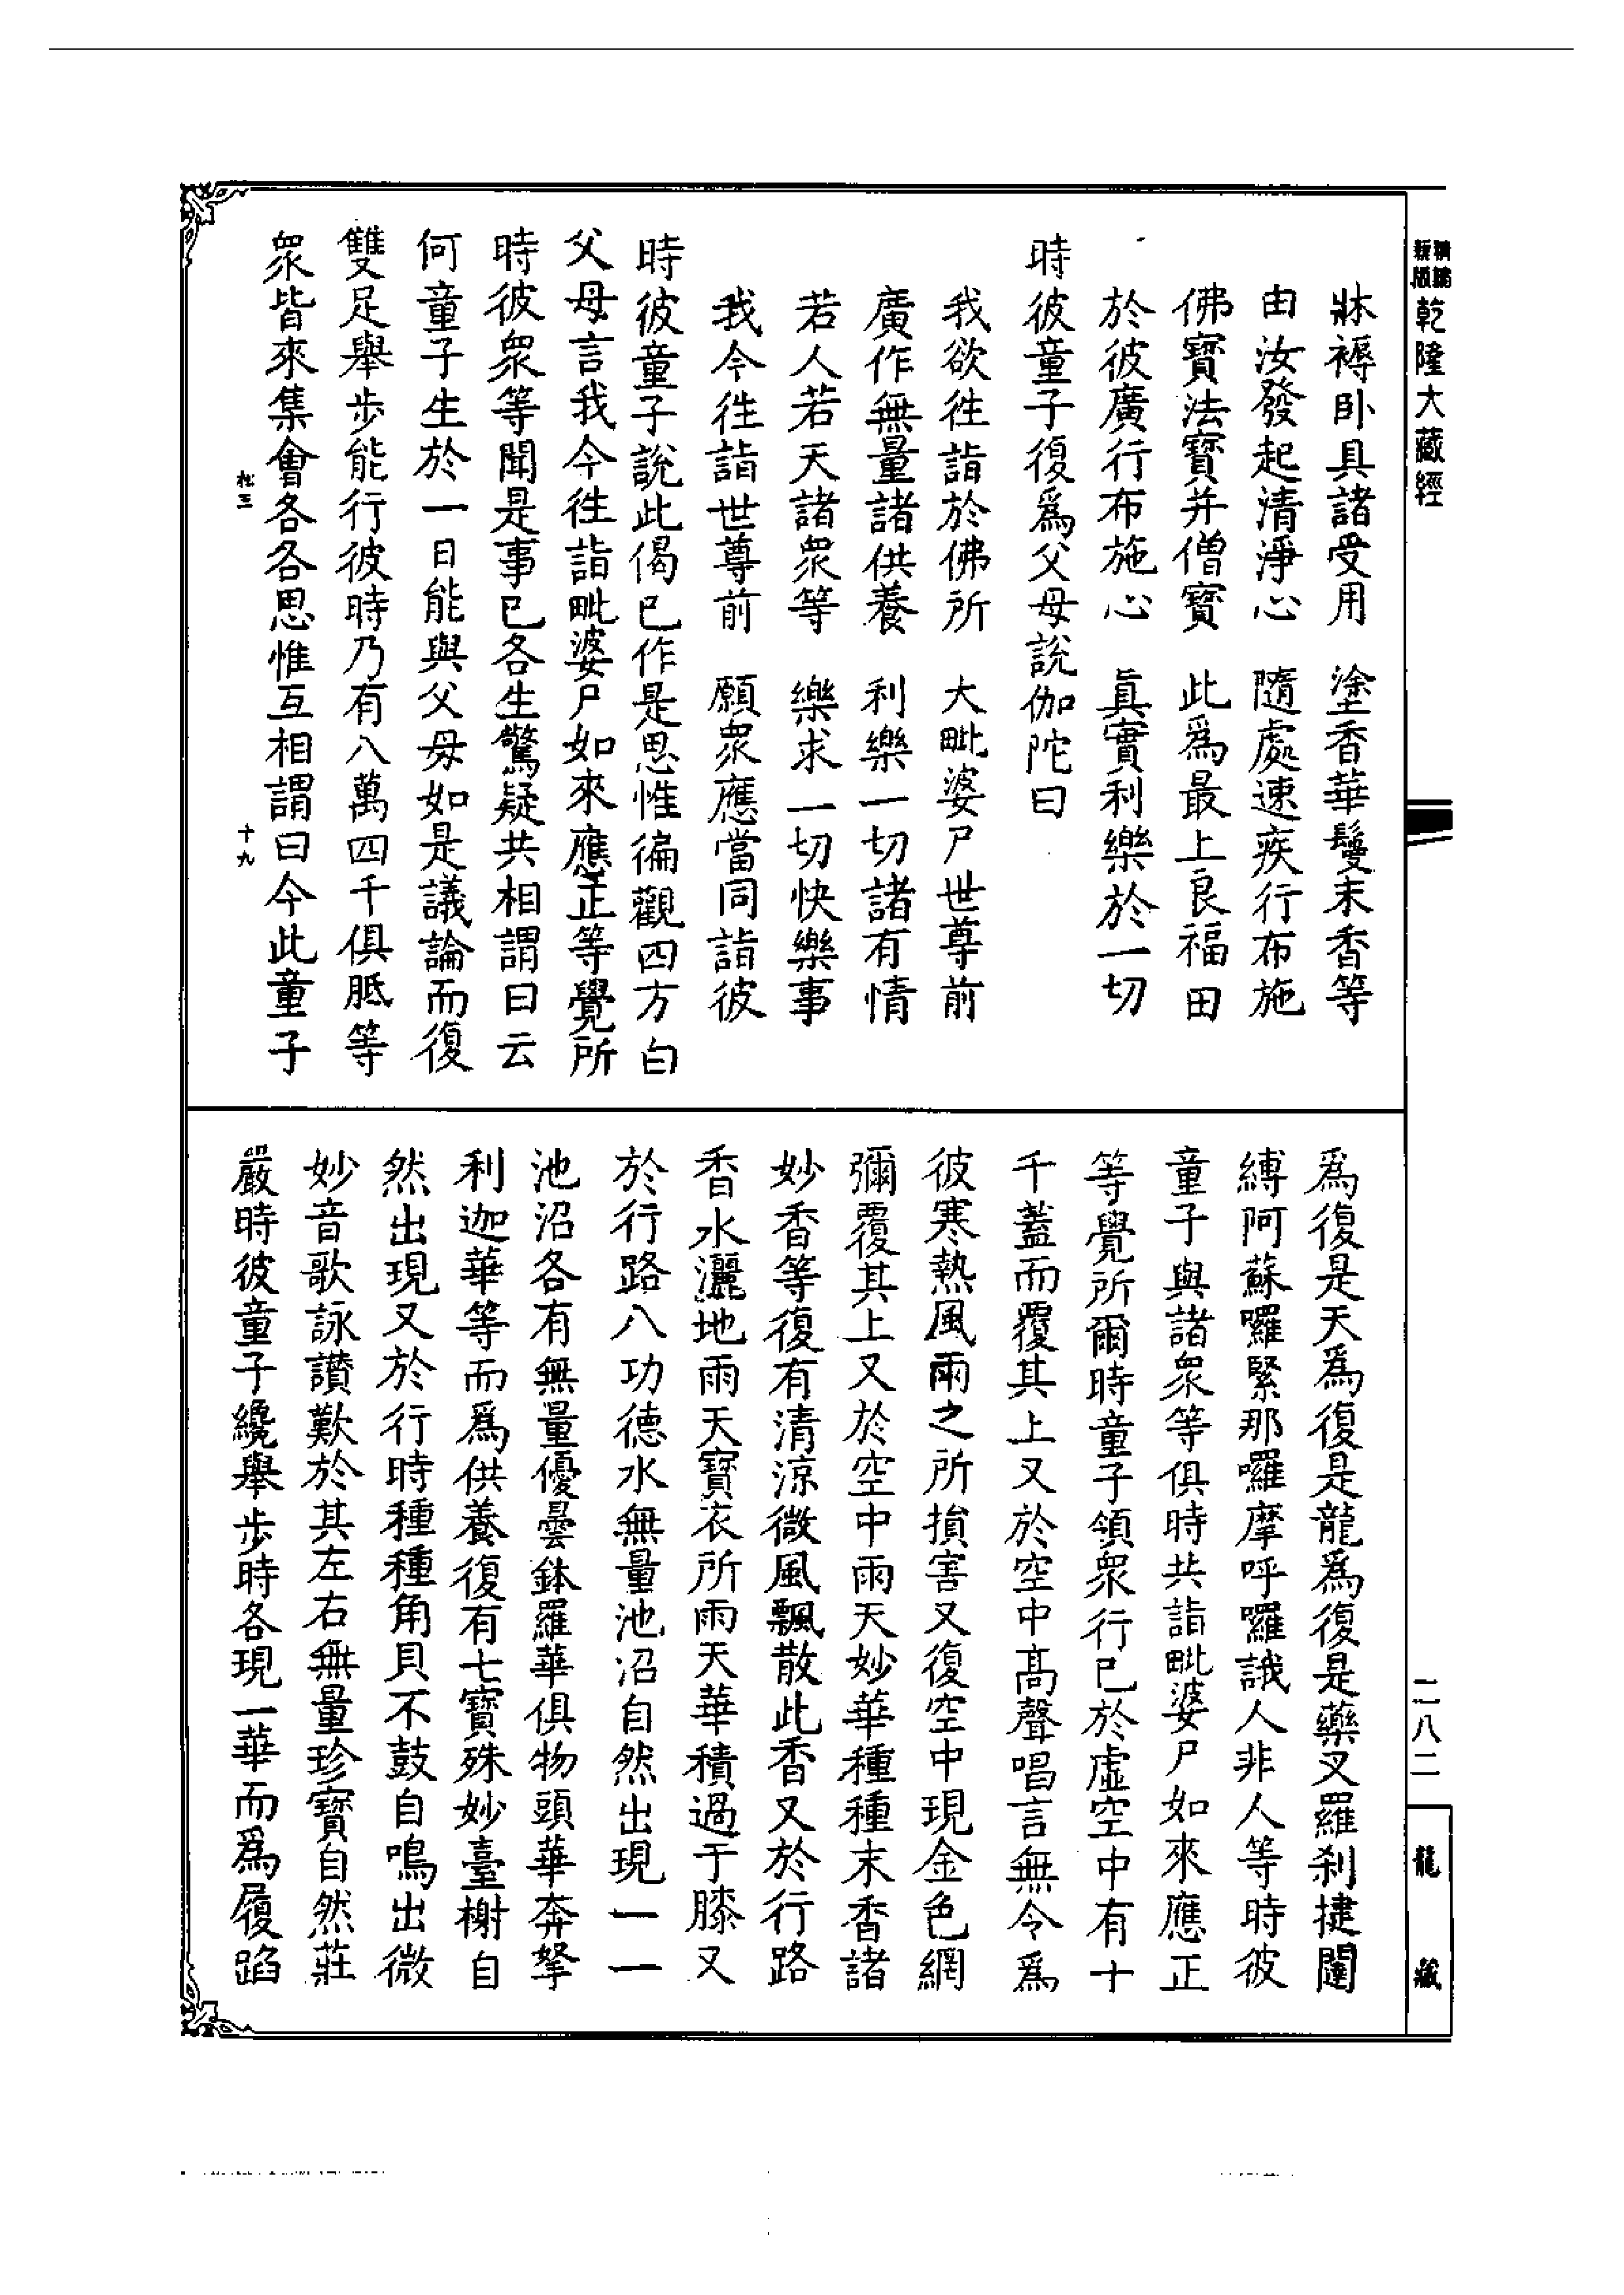 新版精縮乾隆大藏經
牀褥卧具諸受用　塗香華鬘末香等
由汝發起清淨心　隨處速疾行布施
佛寶法寶并僧寶　此爲最上良福田
於彼廣行布施心　眞實利樂於一切
時彼童子復爲父母說伽陀曰
我欲徃詣於佛所　大毗婆尸世尊前
廣作無量諸供養　利樂一切諸有情
若人若天諸衆等　樂求一切快樂事
我今徃詣世尊前　願衆應當同詣彼
時彼童子說此偈已作是思惟徧觀四方白
父母言我今徃詣毗婆尸如來應正等覺所
時彼衆等聞是事已各生驚疑共相謂曰云
何童子生於一日能與父母如是議論而復
雙足舉步能行彼時乃有八萬四千俱胝等
眾皆來集會各各思惟互相謂曰今此童子
松三　十九
爲復是天爲復是龍爲復是藥叉羅刹揵闥
縛阿蘇囉緊那囉摩呼囉誐人非人等時彼
童子與諸衆等俱時共詣毗婆尸如來應正
等覺所爾時童子領衆行已於虛空中有十
千蓋而覆其上又於空中高聲唱言無令爲
彼寒熱風雨之所損害又復空中現金色網
彌覆其上又於空中雨天妙華種種末香諸
妙香等復有清涼微風飄散此香又於行路
香水灑地雨天寶衣所雨天華積過于膝又
於行路八功德水無量池沼自然出現一一
池沼各有無量優曇鉢羅華俱物頭華奔拏
利迦華等而爲供養復有七寶殊妙臺榭自
然出現又於行時種種角貝不鼓自鳴出微
妙音歌詠讚歎於其左右無量珍寶自然莊
嚴時彼童子纔舉步時各現一華而爲履蹈
二八二
龍藏